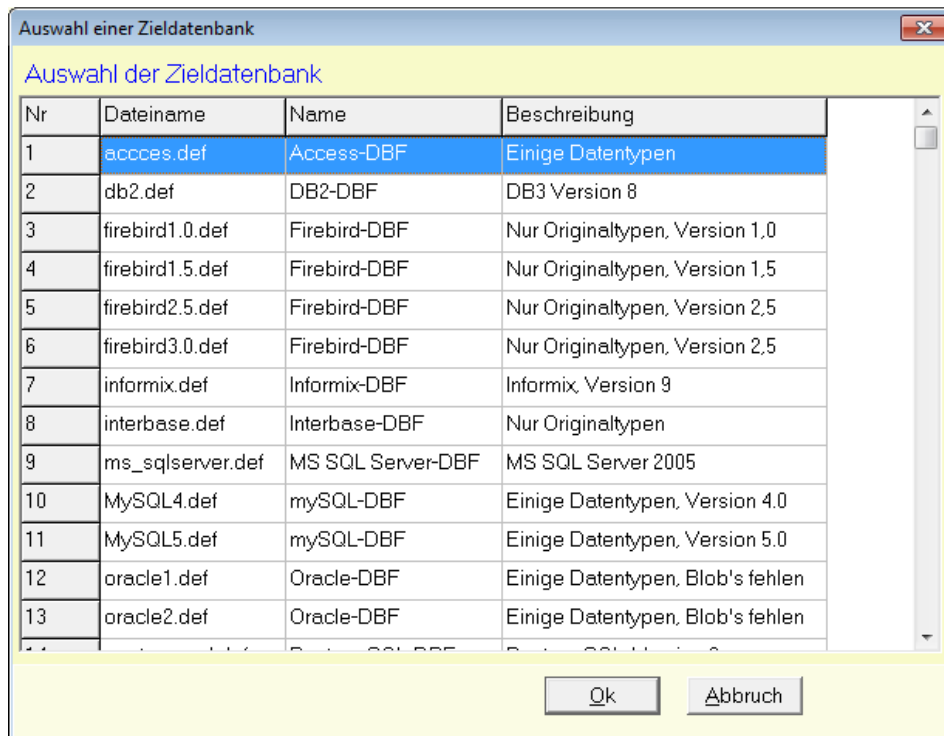 Auswahl einer Zieldatenbank
Auswahl der Zieldatenbank
Nr Dateiname Name Beschreibung
1 accces.def Access-DBF Einige Datentypen
2 db2.def DB2-DBF DB3 Version 8
3 firebird1.0.def Firebird-DBF Nur Originaltypen, Version 1,0
4 firebird1.5.def Firebird-DBF Nur Originaltypen, Version 1,5
5 firebird2.5.def Firebird-DBF Nur Originaltypen, Version 2,5
6 firebird3.0.def Firebird-DBF Nur Originaltypen, Version 2,5
7 informix.def Informix-DBF Informix, Version 9
8 interbase.def Interbase-DBF Nur Originaltypen
9 ms_sqlserver.def MS SQL Server-DBF MS SQL Server 2005
10 MySQL4.def mySQL-DBF Einige Datentypen, Version 4.0
11 MySQL5.def mySQL-DBF Einige Datentypen, Version 5.0
12 oracle1.def Oracle-DBF Einige Datentypen, Blob's fehlen
13 oracle2.def Oracle-DBF Einige Datentypen, Blob's fehlen
Ok Abbruch